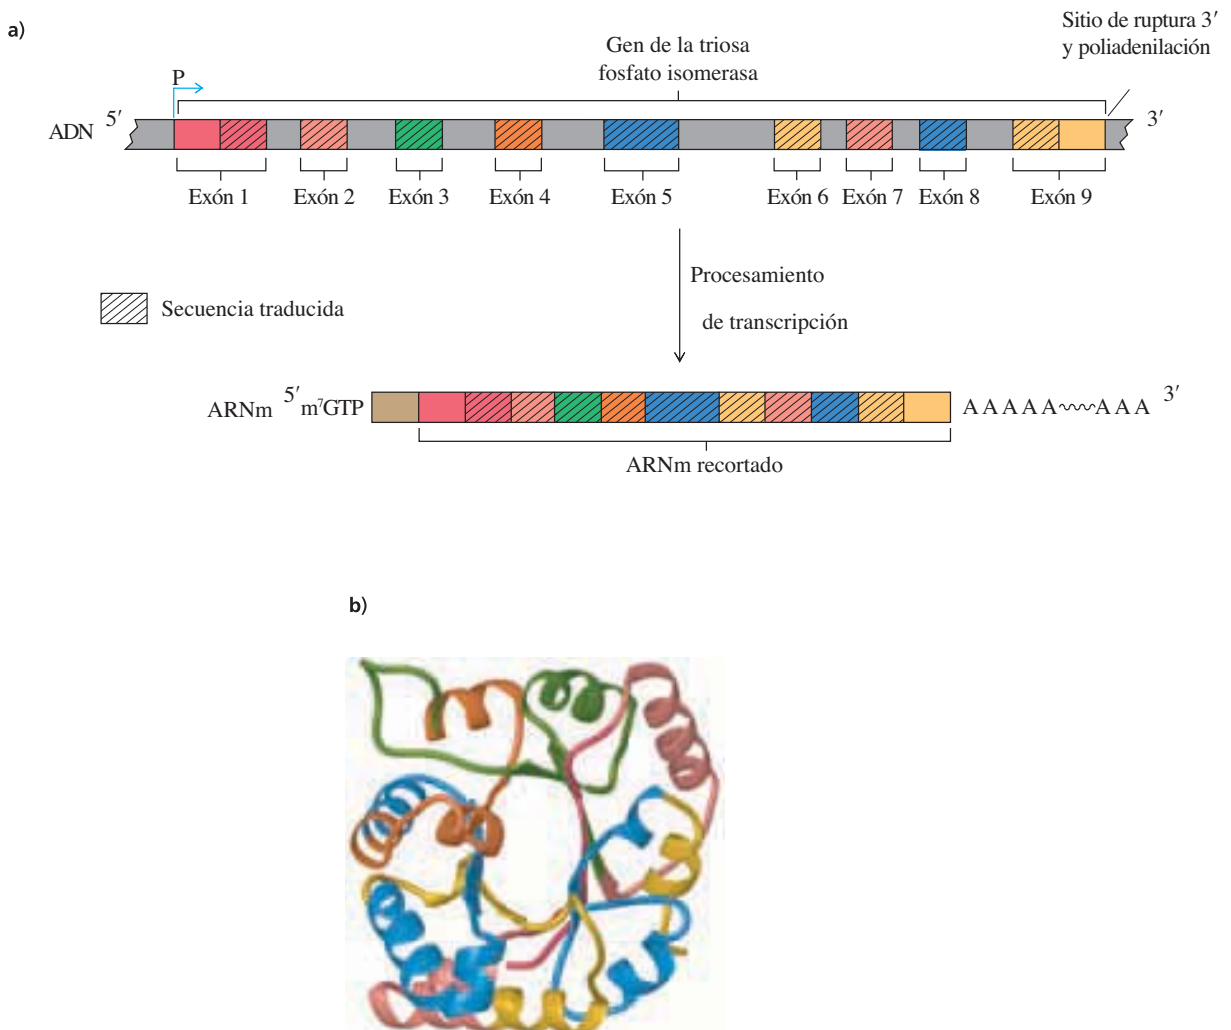 a)
Sitio de ruptura 3′
y poliadenilación
Gen de la triosa
fosfato isomerasa
P
ADN 5′ 3′
Exón 1 Exón 2 Exón 3 Exón 4 Exón 5 Exón 6 Exón 7 Exón 8 Exón 9
Procesamiento
de transcripción
Secuencia traducida
ARNm 5′ m⁷GTP A A A A A A A A 3′
ARNm recortado
b)